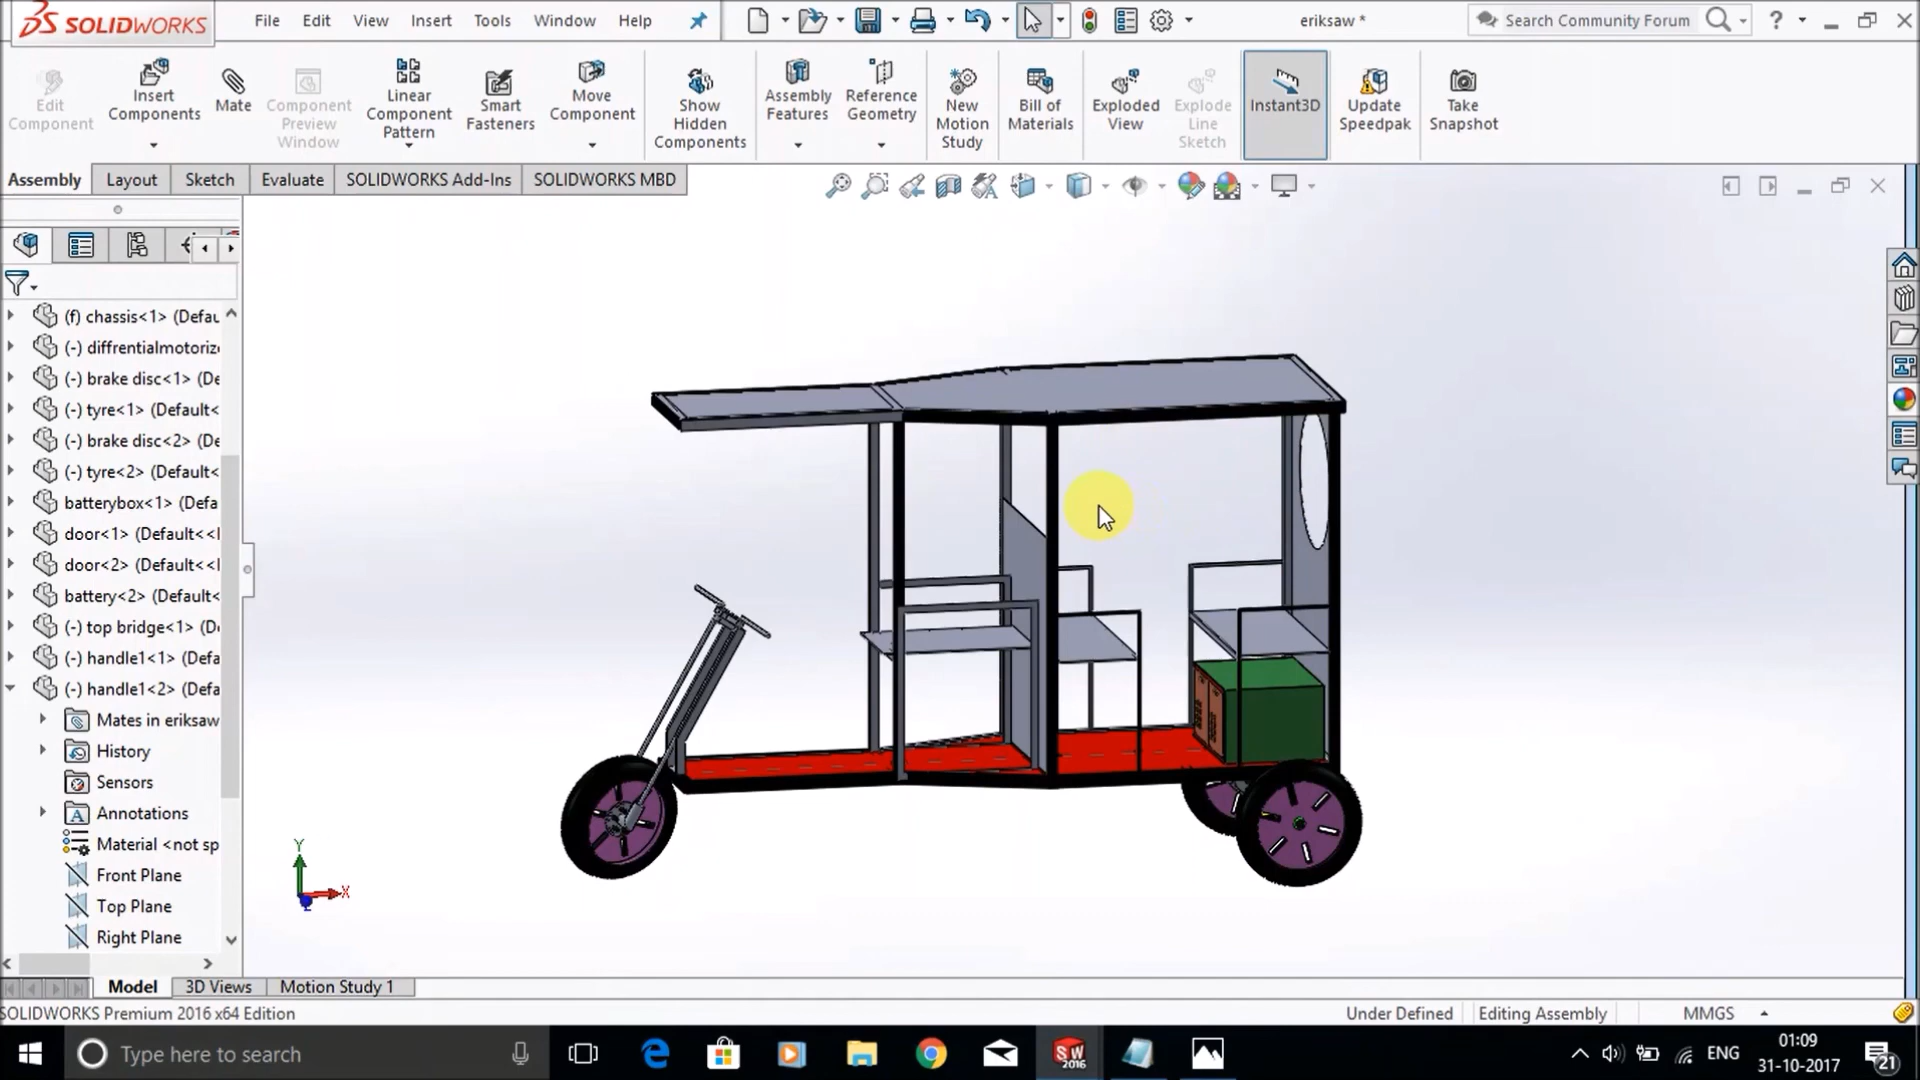 SOLIDWORKS
File Edit View Insert Tools Window Help
eriksaw *
Search Community Forum
?
Edit Component
Insert Components
Mate
Component Preview Window
Linear Component Pattern
Smart Fasteners
Move Component
Show Hidden Components
Assembly Features
Reference Geometry
New Motion Study
Bill of Materials
Exploded View
Explode Line Sketch
Instant3D
Update Speedpak
Take Snapshot
Assembly Layout Sketch Evaluate SOLIDWORKS Add-Ins SOLIDWORKS MBD
(f) chassis<1> (Defau
(-) diffrentialmotoriz
(-) brake disc<1> (De
(-) tyre<1> (Default<
(-) brake disc<2> (De
(-) tyre<2> (Default<
batterybox<1> (Defa
door<1> (Default<<
door<2> (Default<<
battery<2> (Default<
(-) top bridge<1> (D
(-) handle1<1> (Defa
(-) handle1<2> (Defa
Mates in eriksaw
History
Sensors
Annotations
Material <not sp
Front Plane
Top Plane
Right Plane
Y
X
Model 3D Views Motion Study 1
SOLIDWORKS Premium 2016 x64 Edition
Under Defined Editing Assembly MMGS
Type here to search
SW 2016
ENG
01:09
31-10-2017
21